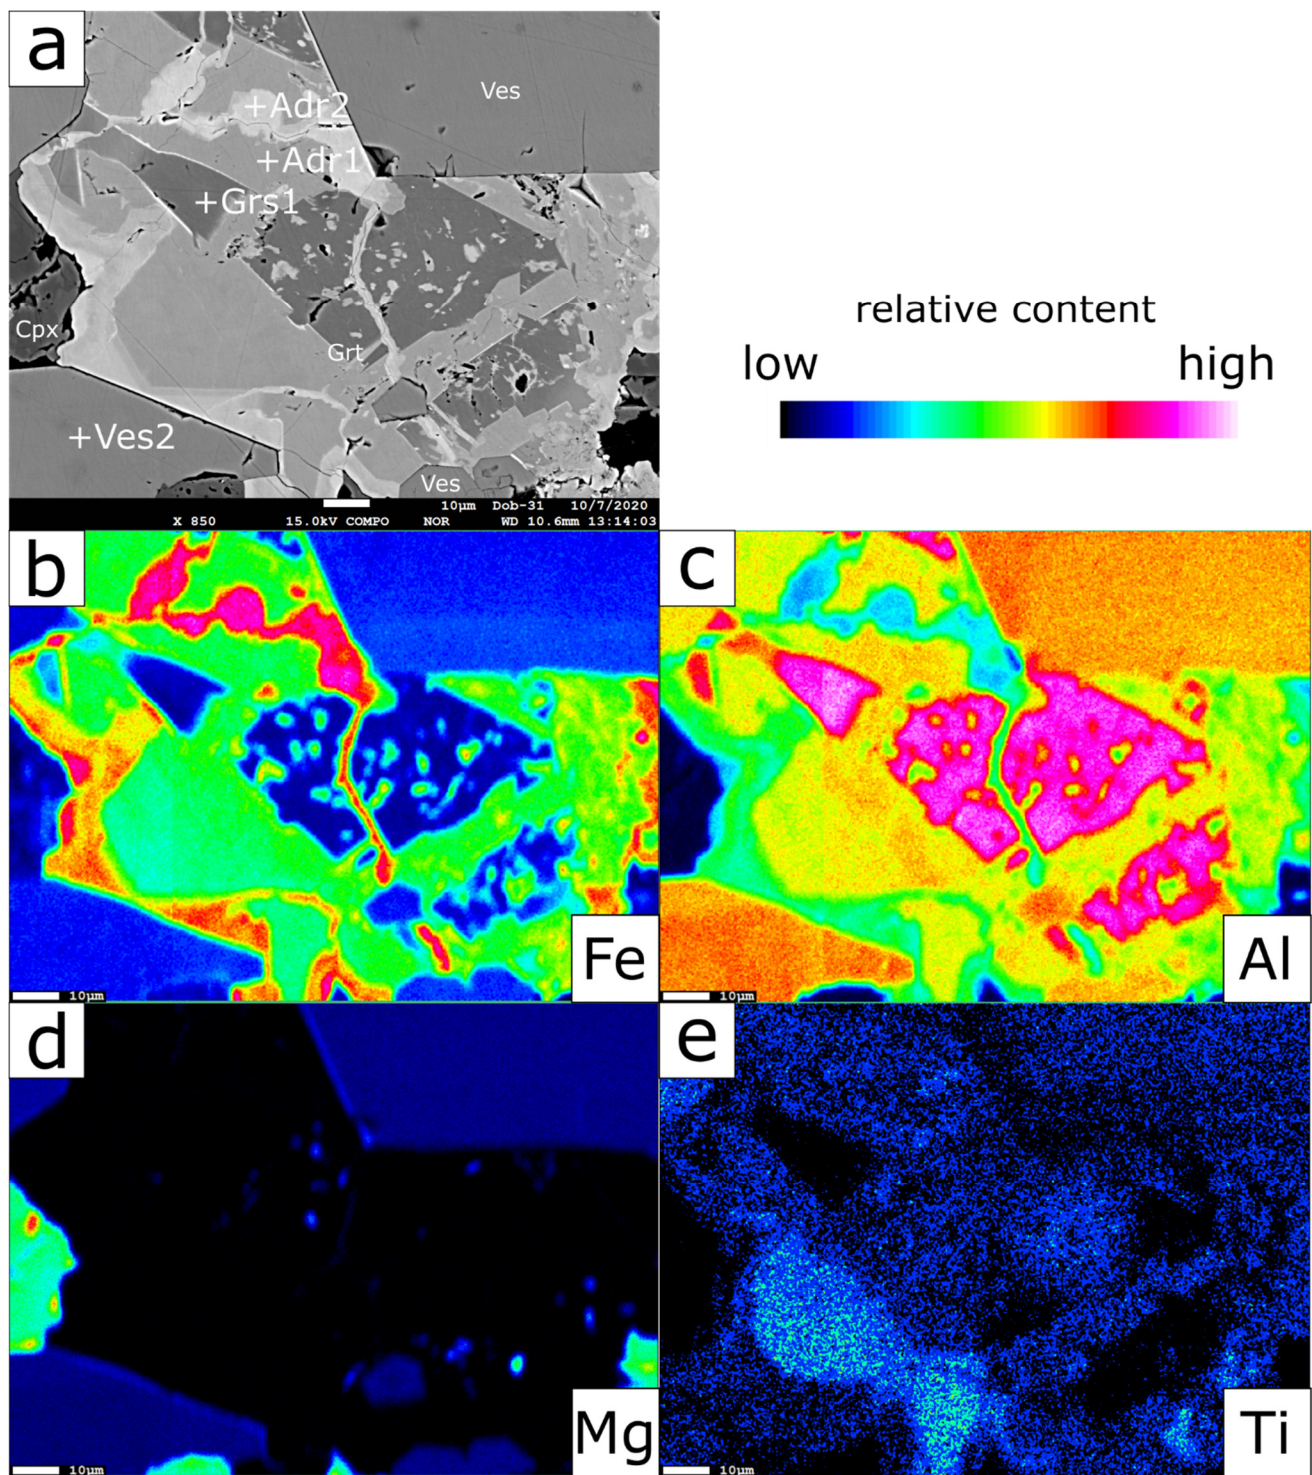 a
Ves
+Adr2
+Adr1
+Grs1
Cpx
Grt
+Ves2
Ves
10µm Dob-31 10/7/2020
X 850 15.0kV COMPO NOR WD 10.6mm 13:14:03
relative content
low high
b
Fe
10µm
c
Al
10µm
d
Mg
10µm
e
Ti
10µm